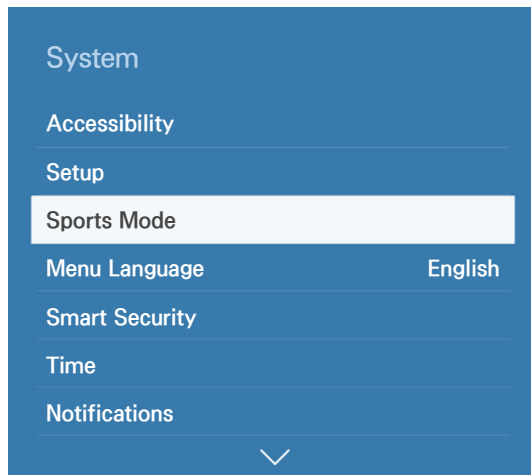 System
Accessibility
Setup
Sports Mode
Menu Language English
Smart Security
Time
Notifications